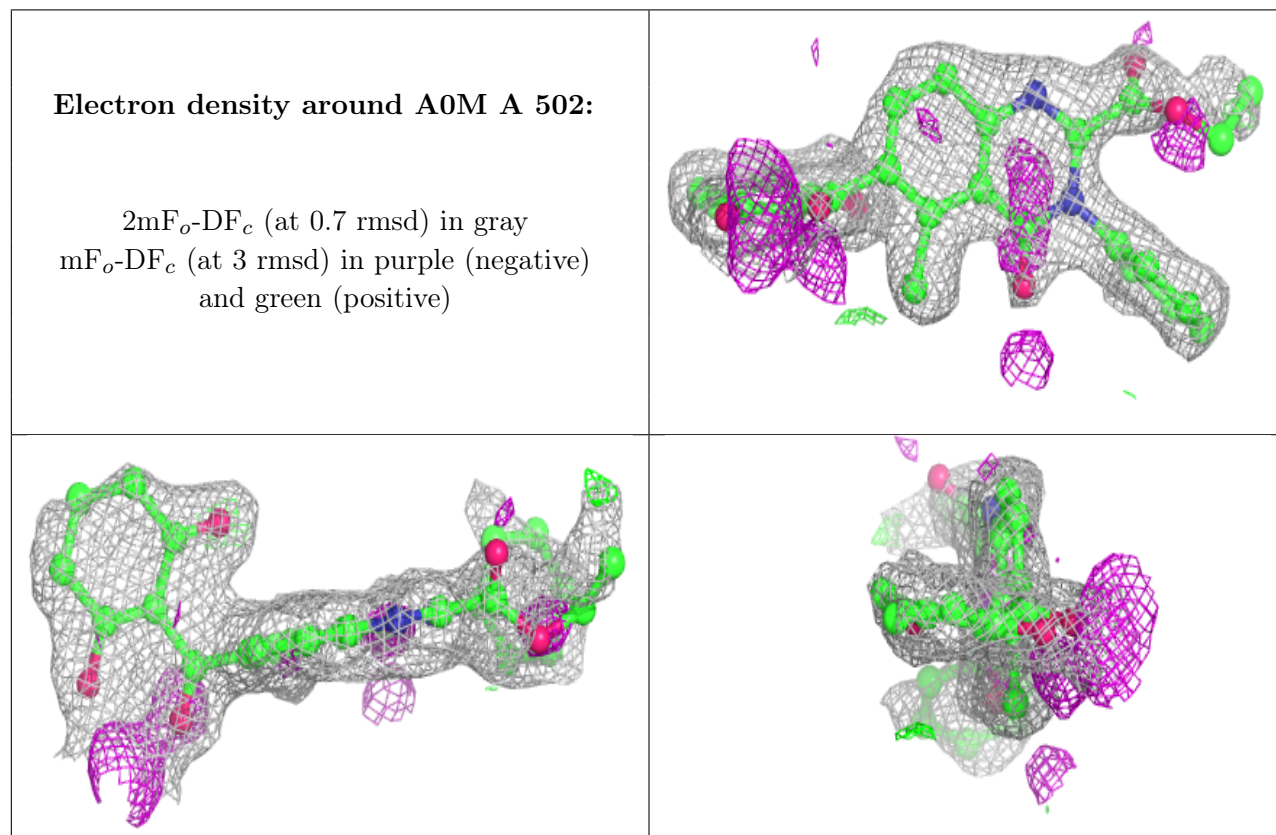 Electron density around A0M A 502:
2mFₒ-DF𝒸 (at 0.7 rmsd) in gray
mFₒ-DF𝒸 (at 3 rmsd) in purple (negative)
and green (positive)